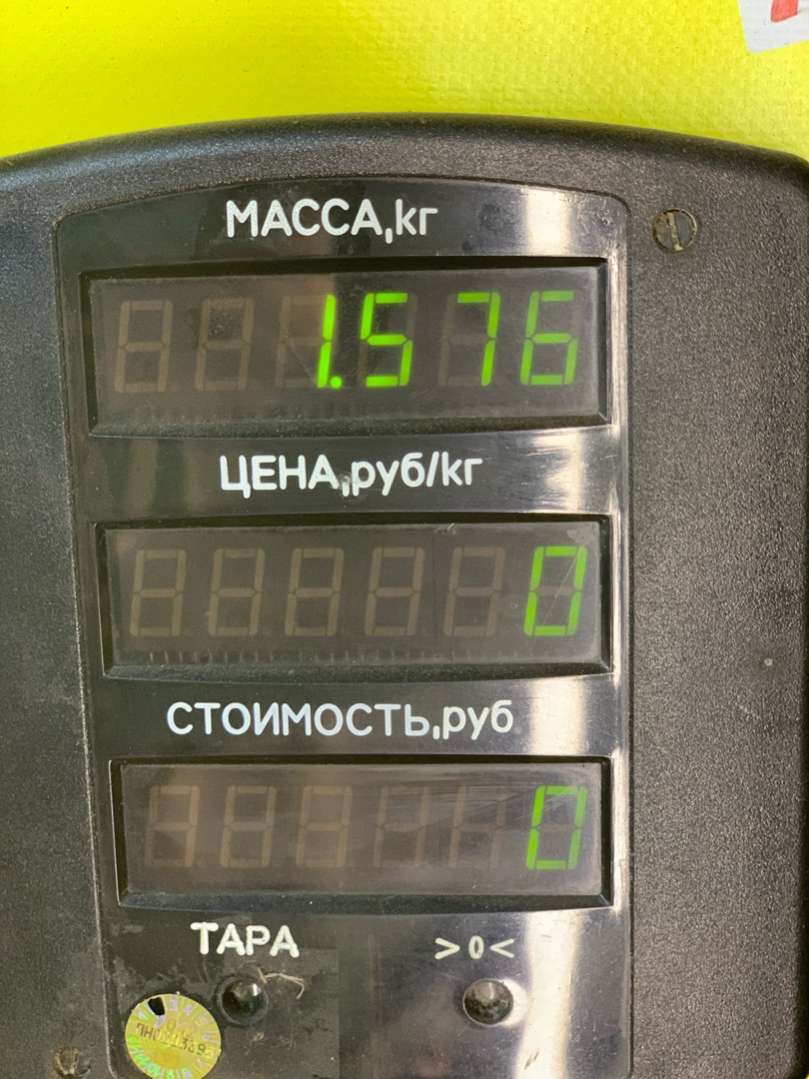 МАССА,кг
1.576
ЦЕНА,руб/кг
0
СТОИМОСТЬ,руб
0
ТАРА >0<